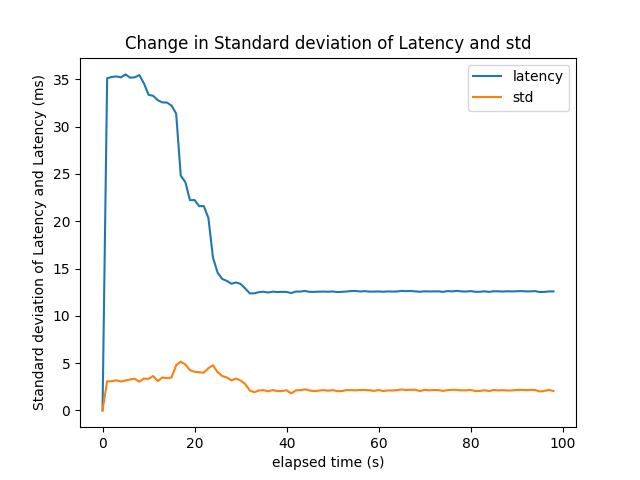 Change in Standard deviation of Latency and std
Standard deviation of Latency and Latency (ms)
35
30
25
20
15
10
5
0
latency
std
0 20 40 60 80 100
elapsed time (s)